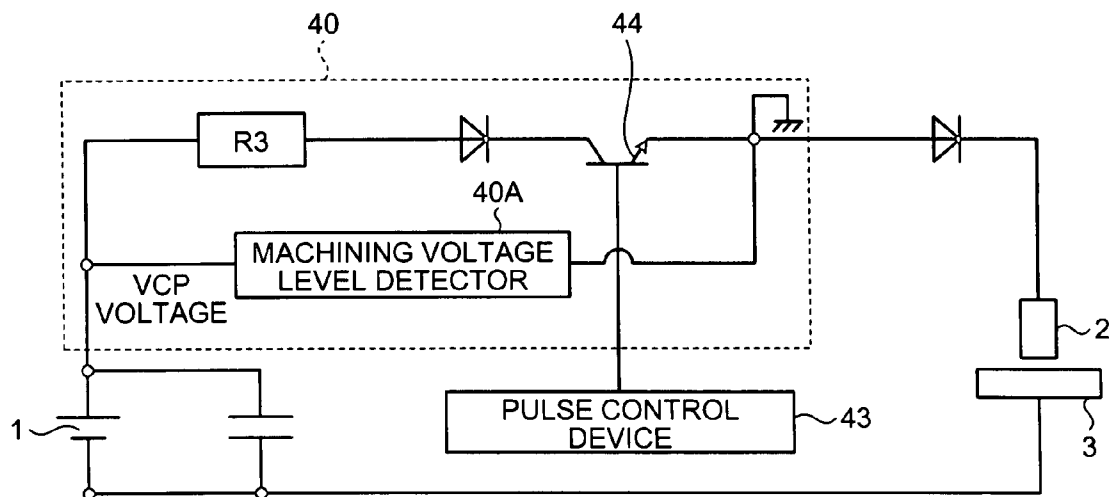 40
44
R3
40A
MACHINING VOLTAGE
LEVEL DETECTOR
VCP
VOLTAGE
2
1
PULSE CONTROL
DEVICE
43
3